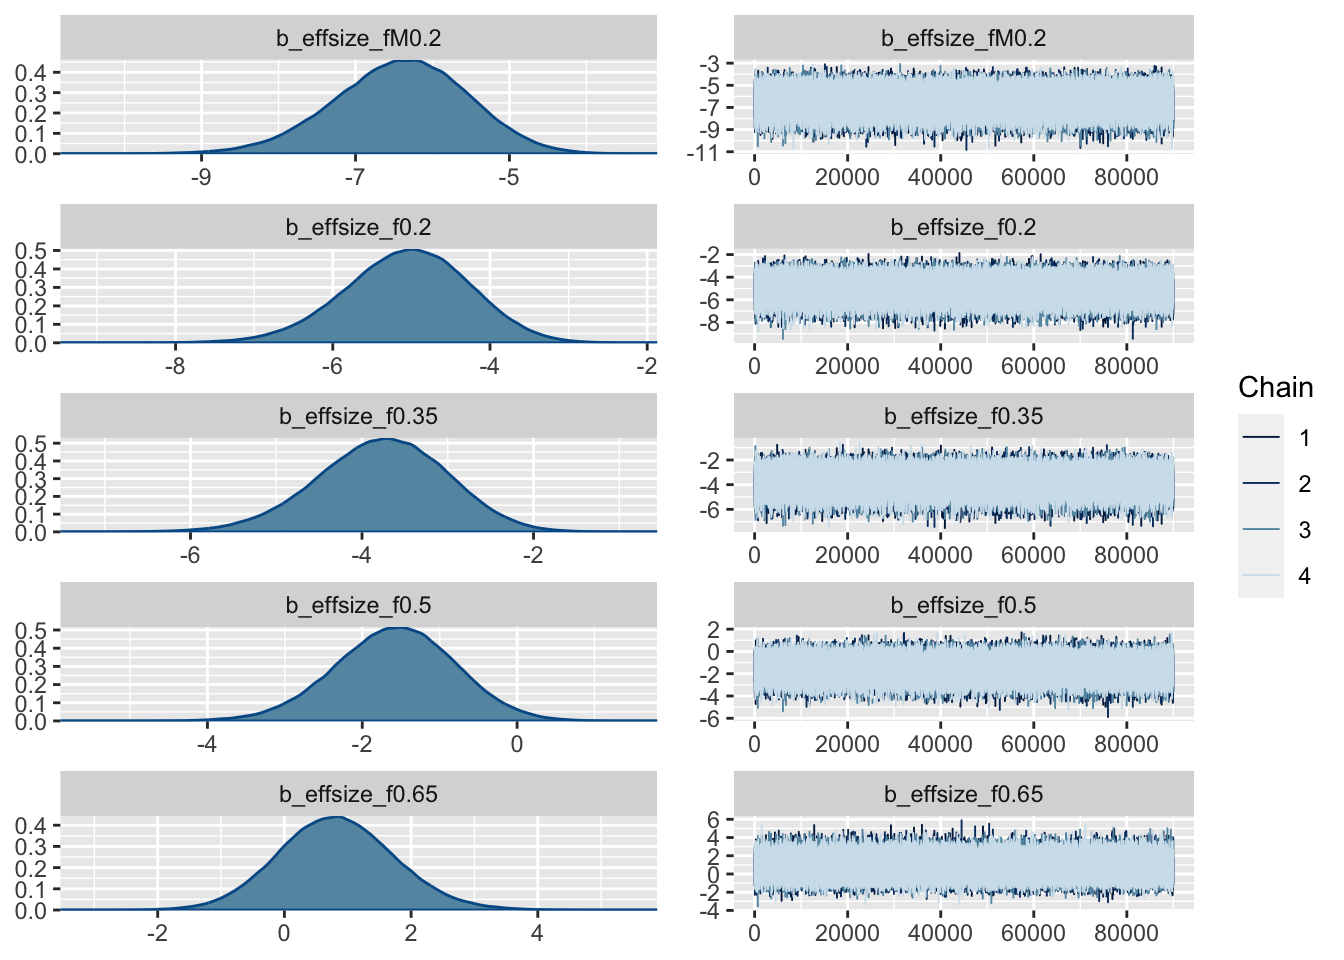 b_effsize_fM0.2
0.4
0.3
0.2
0.1
0.0
-9 -7 -5
b_effsize_fM0.2
-3
-5
-7
-9
-11
0 20000 40000 60000 80000
b_effsize_f0.2
0.5
0.4
0.3
0.2
0.1
0.0
-8 -6 -4 -2
b_effsize_f0.2
-2
-4
-6
-8
0 20000 40000 60000 80000
b_effsize_f0.35
0.5
0.4
0.3
0.2
0.1
0.0
-6 -4 -2
b_effsize_f0.35
-2
-4
-6
0 20000 40000 60000 80000
b_effsize_f0.5
0.5
0.4
0.3
0.2
0.1
0.0
-4 -2 0
b_effsize_f0.5
2
0
-2
-4
-6
0 20000 40000 60000 80000
b_effsize_f0.65
0.4
0.3
0.2
0.1
0.0
-2 0 2 4
b_effsize_f0.65
6
4
2
0
-2
-4
0 20000 40000 60000 80000
Chain
1
2
3
4